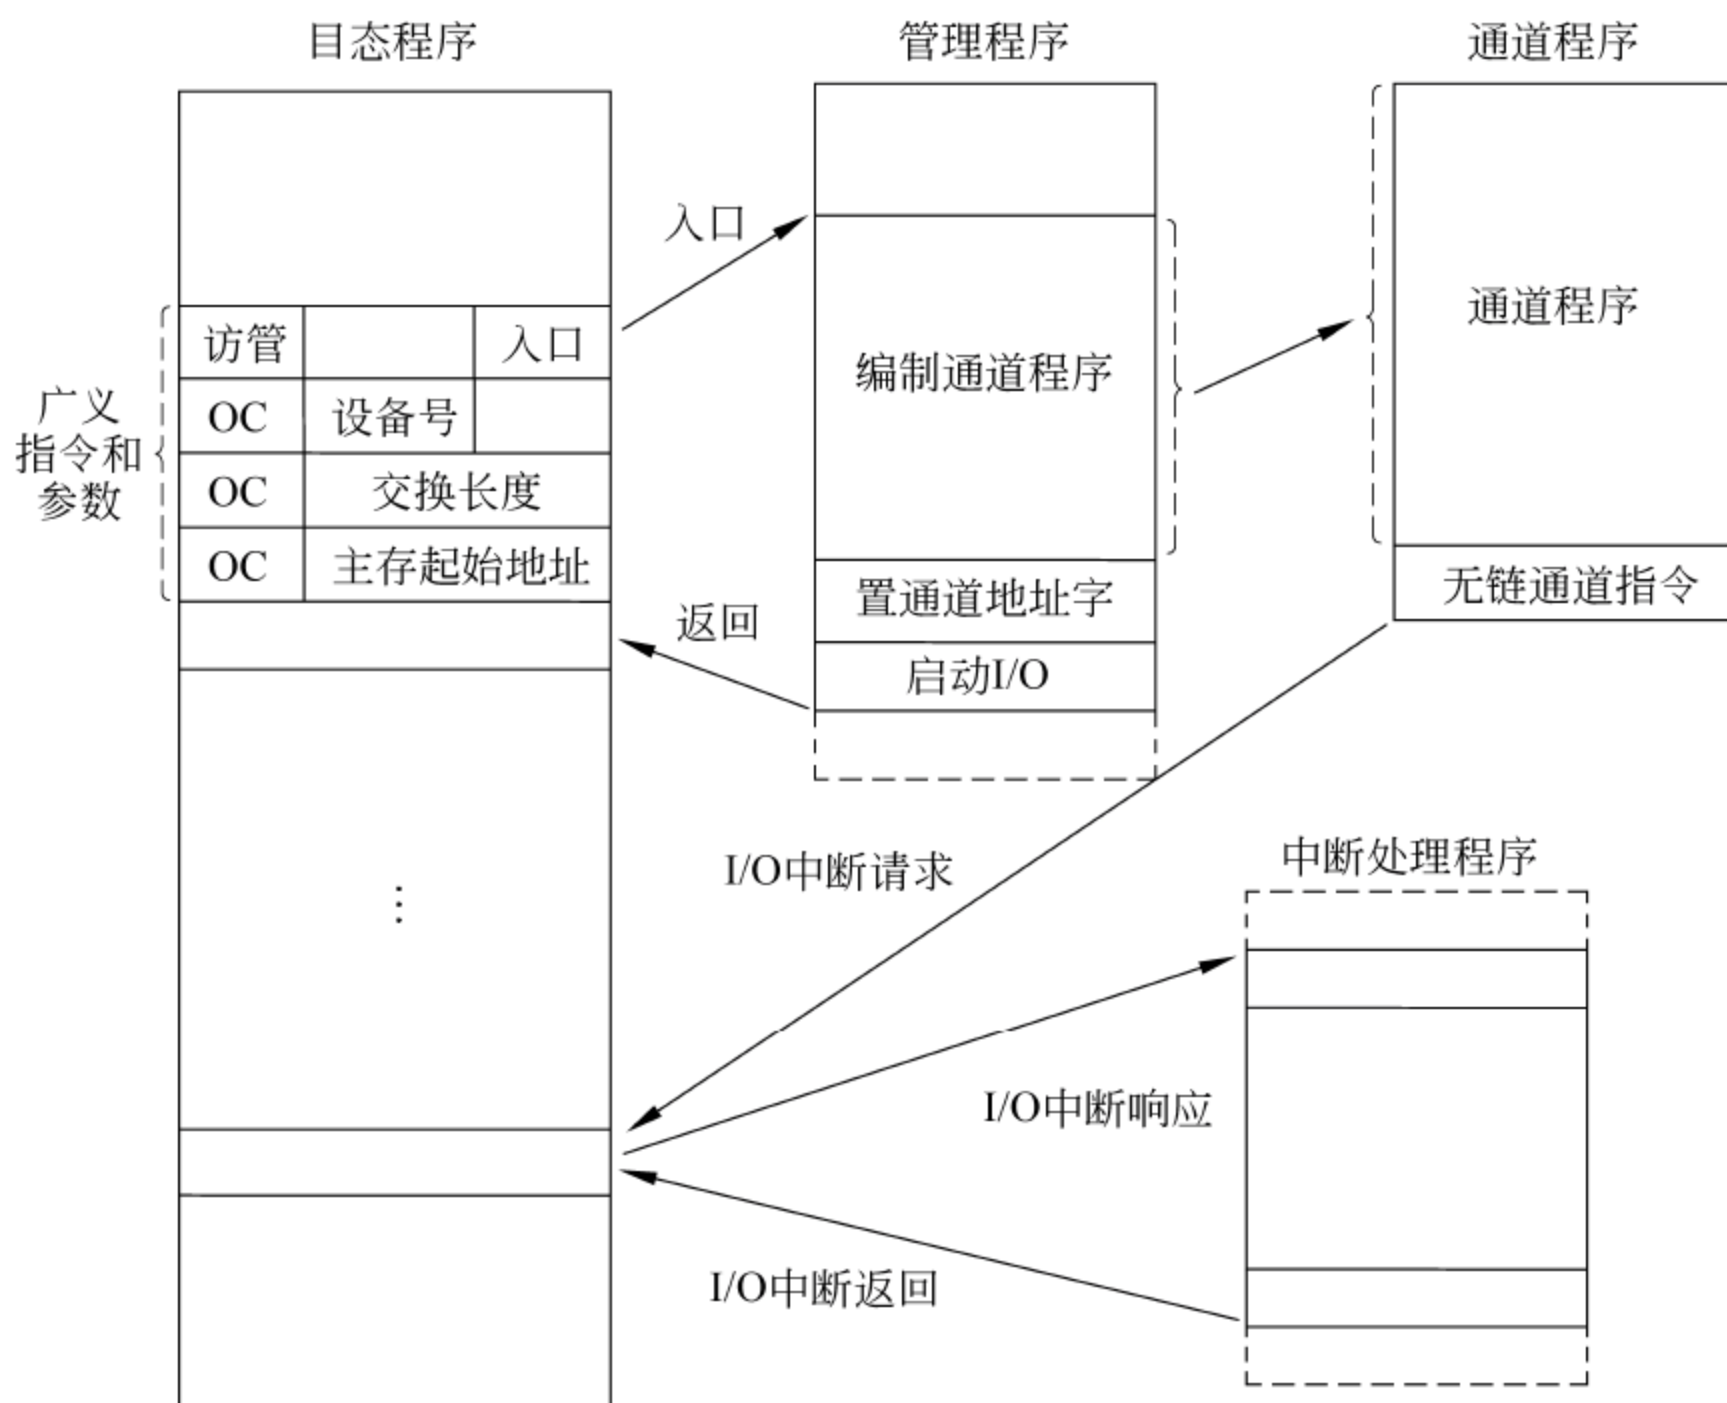 目态程序
管理程序
通道程序
入口
访管
入口
OC
设备号
OC
交换长度
OC
主存起始地址
广义
指令和
参数
编制通道程序
置通道地址字
启动I/O
返回
通道程序
无链通道指令
I/O中断请求
⋮
中断处理程序
I/O中断响应
I/O中断返回